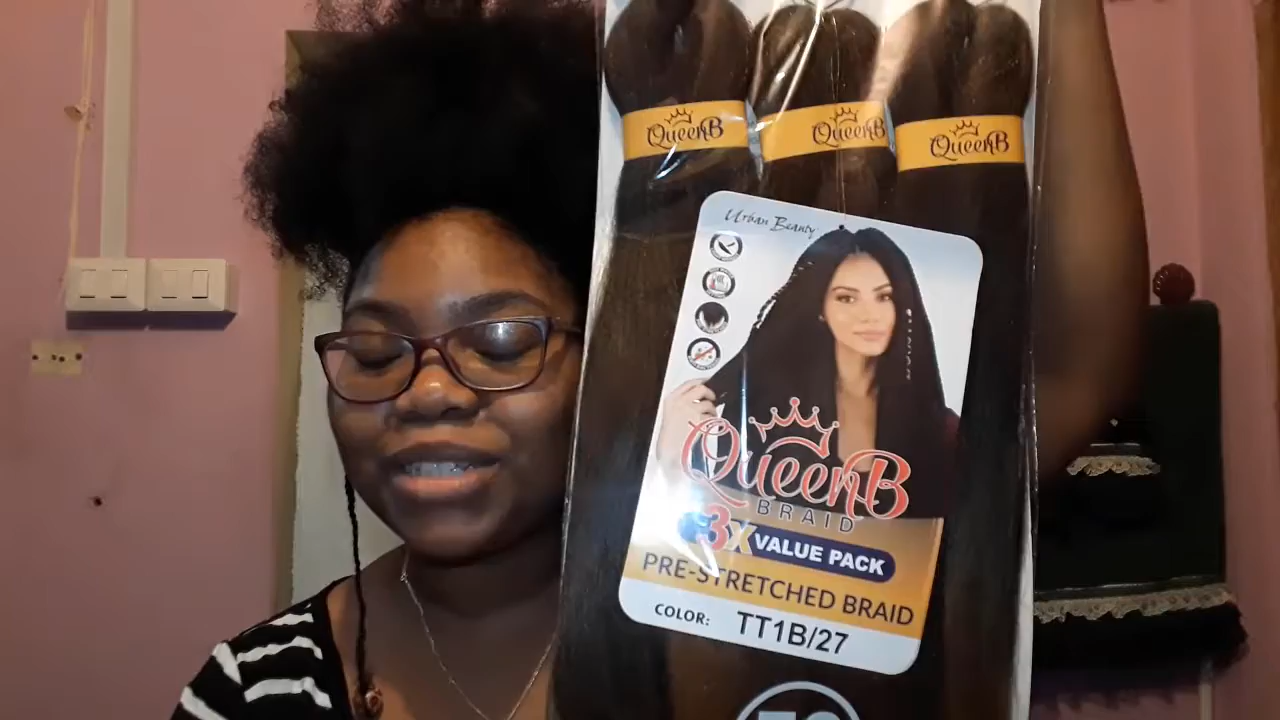 QueenB
QueenB
QueenB
Urban Beauty
QueenB
BRAID
3X VALUE PACK
PRE-STRETCHED BRAID
COLOR: TT1B/27